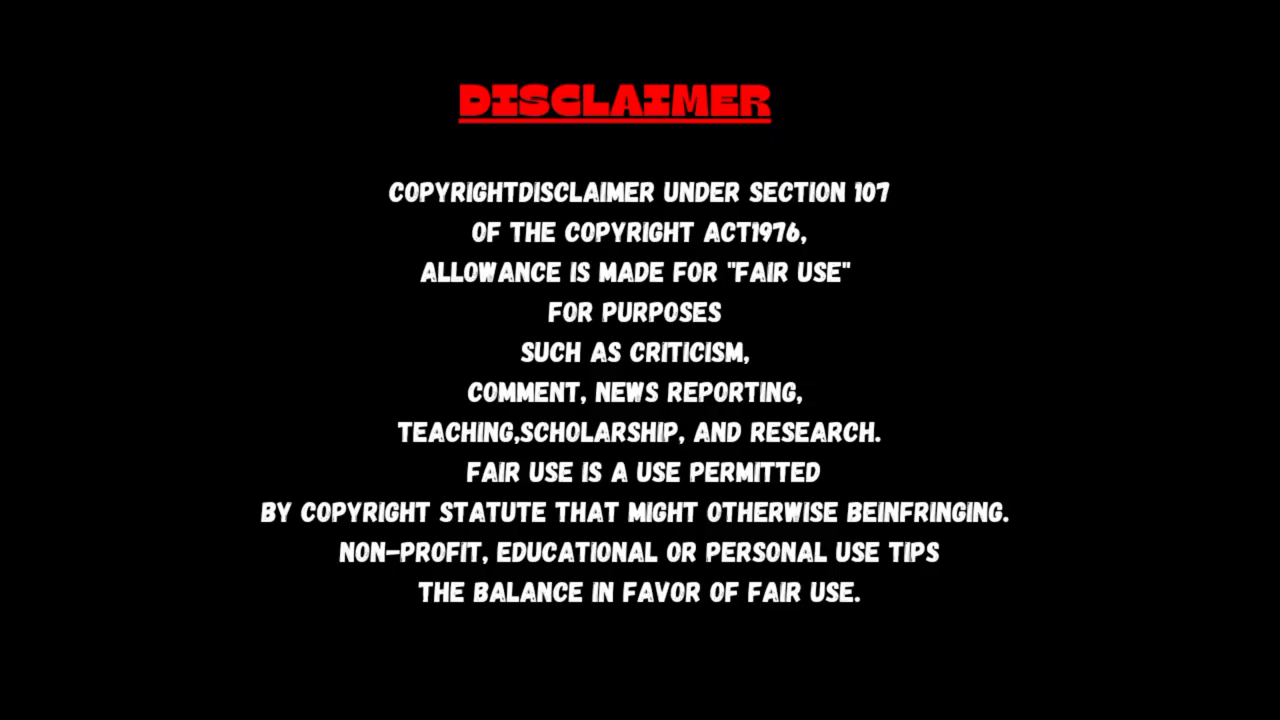 DISCLAIMER
COPYRIGHTDISCLAIMER UNDER SECTION 107
OF THE COPYRIGHT ACT1976,
ALLOWANCE IS MADE FOR "FAIR USE"
FOR PURPOSES
SUCH AS CRITICISM,
COMMENT, NEWS REPORTING,
TEACHING,SCHOLARSHIP, AND RESEARCH.
FAIR USE IS A USE PERMITTED
BY COPYRIGHT STATUTE THAT MIGHT OTHERWISE BEINFRINGING.
NON-PROFIT, EDUCATIONAL OR PERSONAL USE TIPS
THE BALANCE IN FAVOR OF FAIR USE.